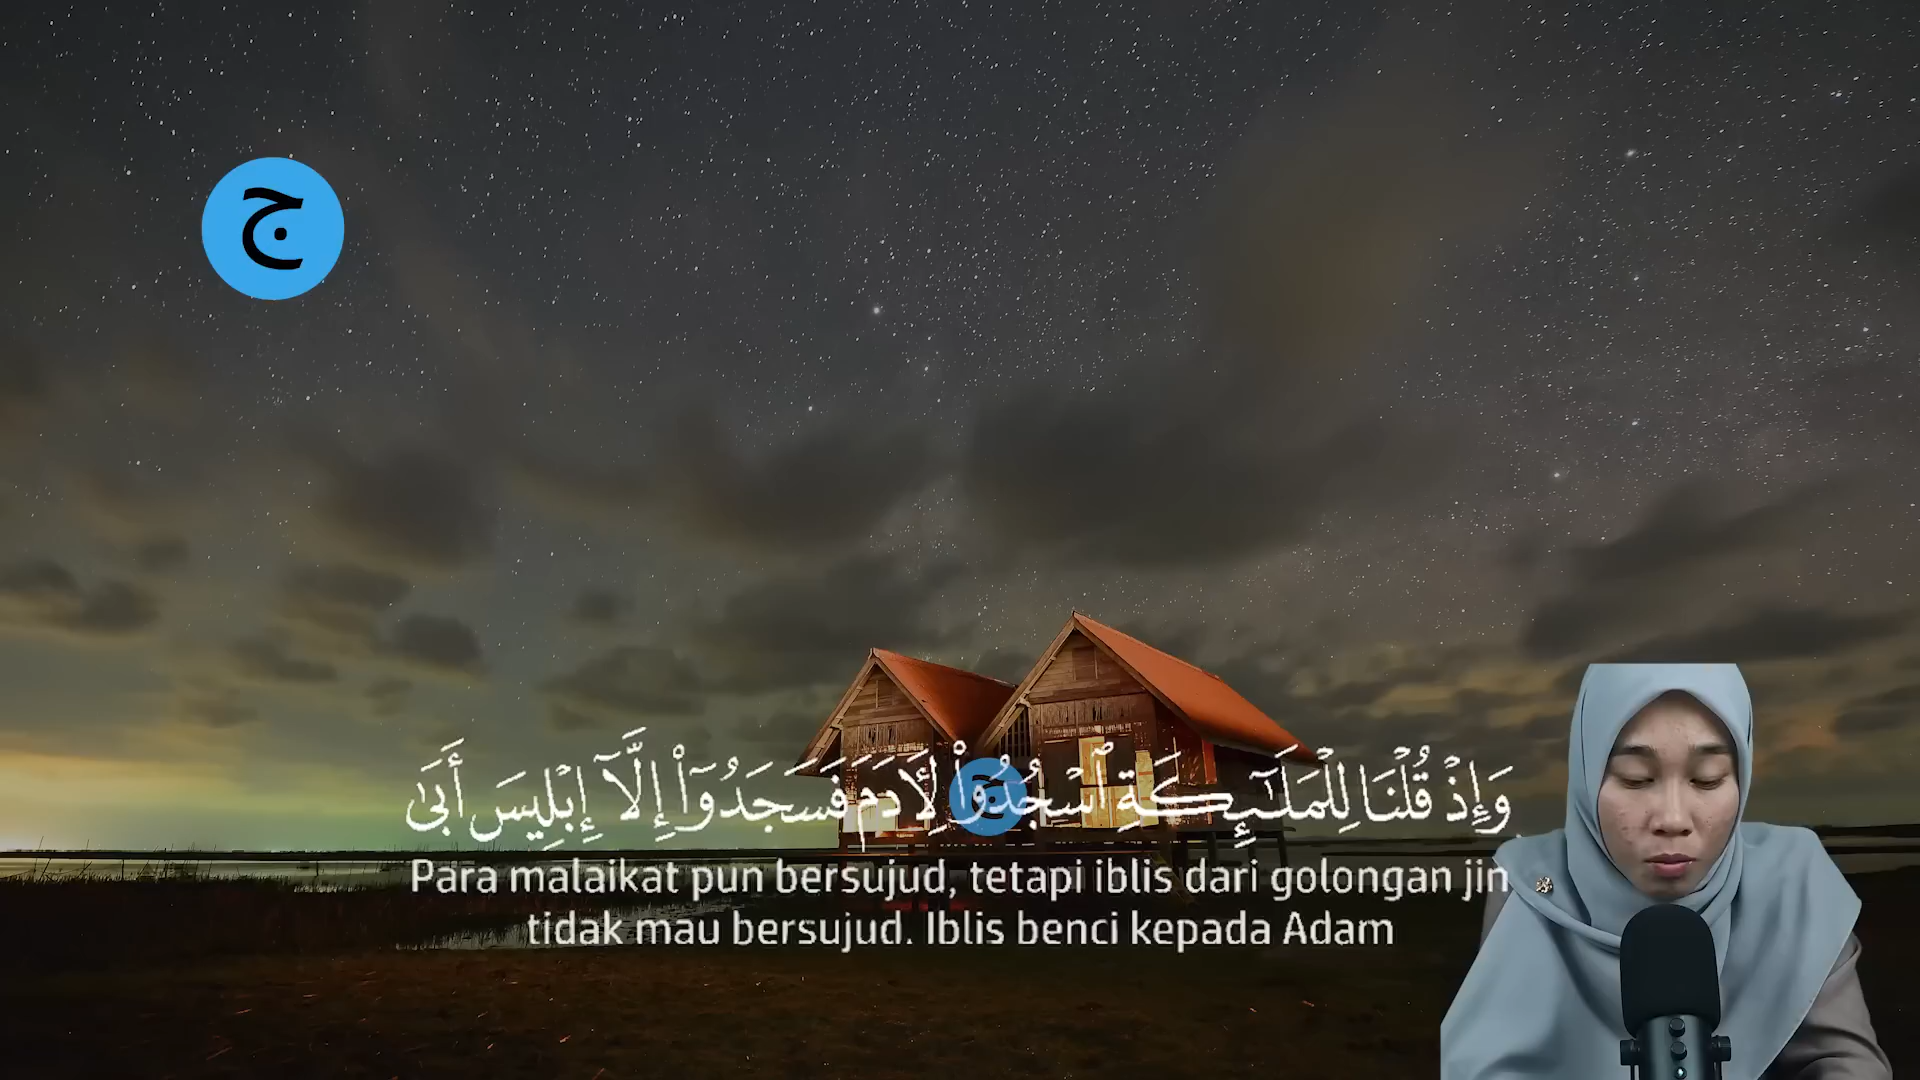 ج
وَإِذْ قُلْنَا لِلْمَلَـٰٓئِكَةِ ٱسْجُدُوا۟ لِـَٔادَمَ فَسَجَدُوٓا۟ إِلَّآ إِبْلِيسَ أَبَىٰ
ج
Para malaikat pun bersujud, tetapi iblis dari golongan jin
tidak mau bersujud. Iblis benci kepada Adam